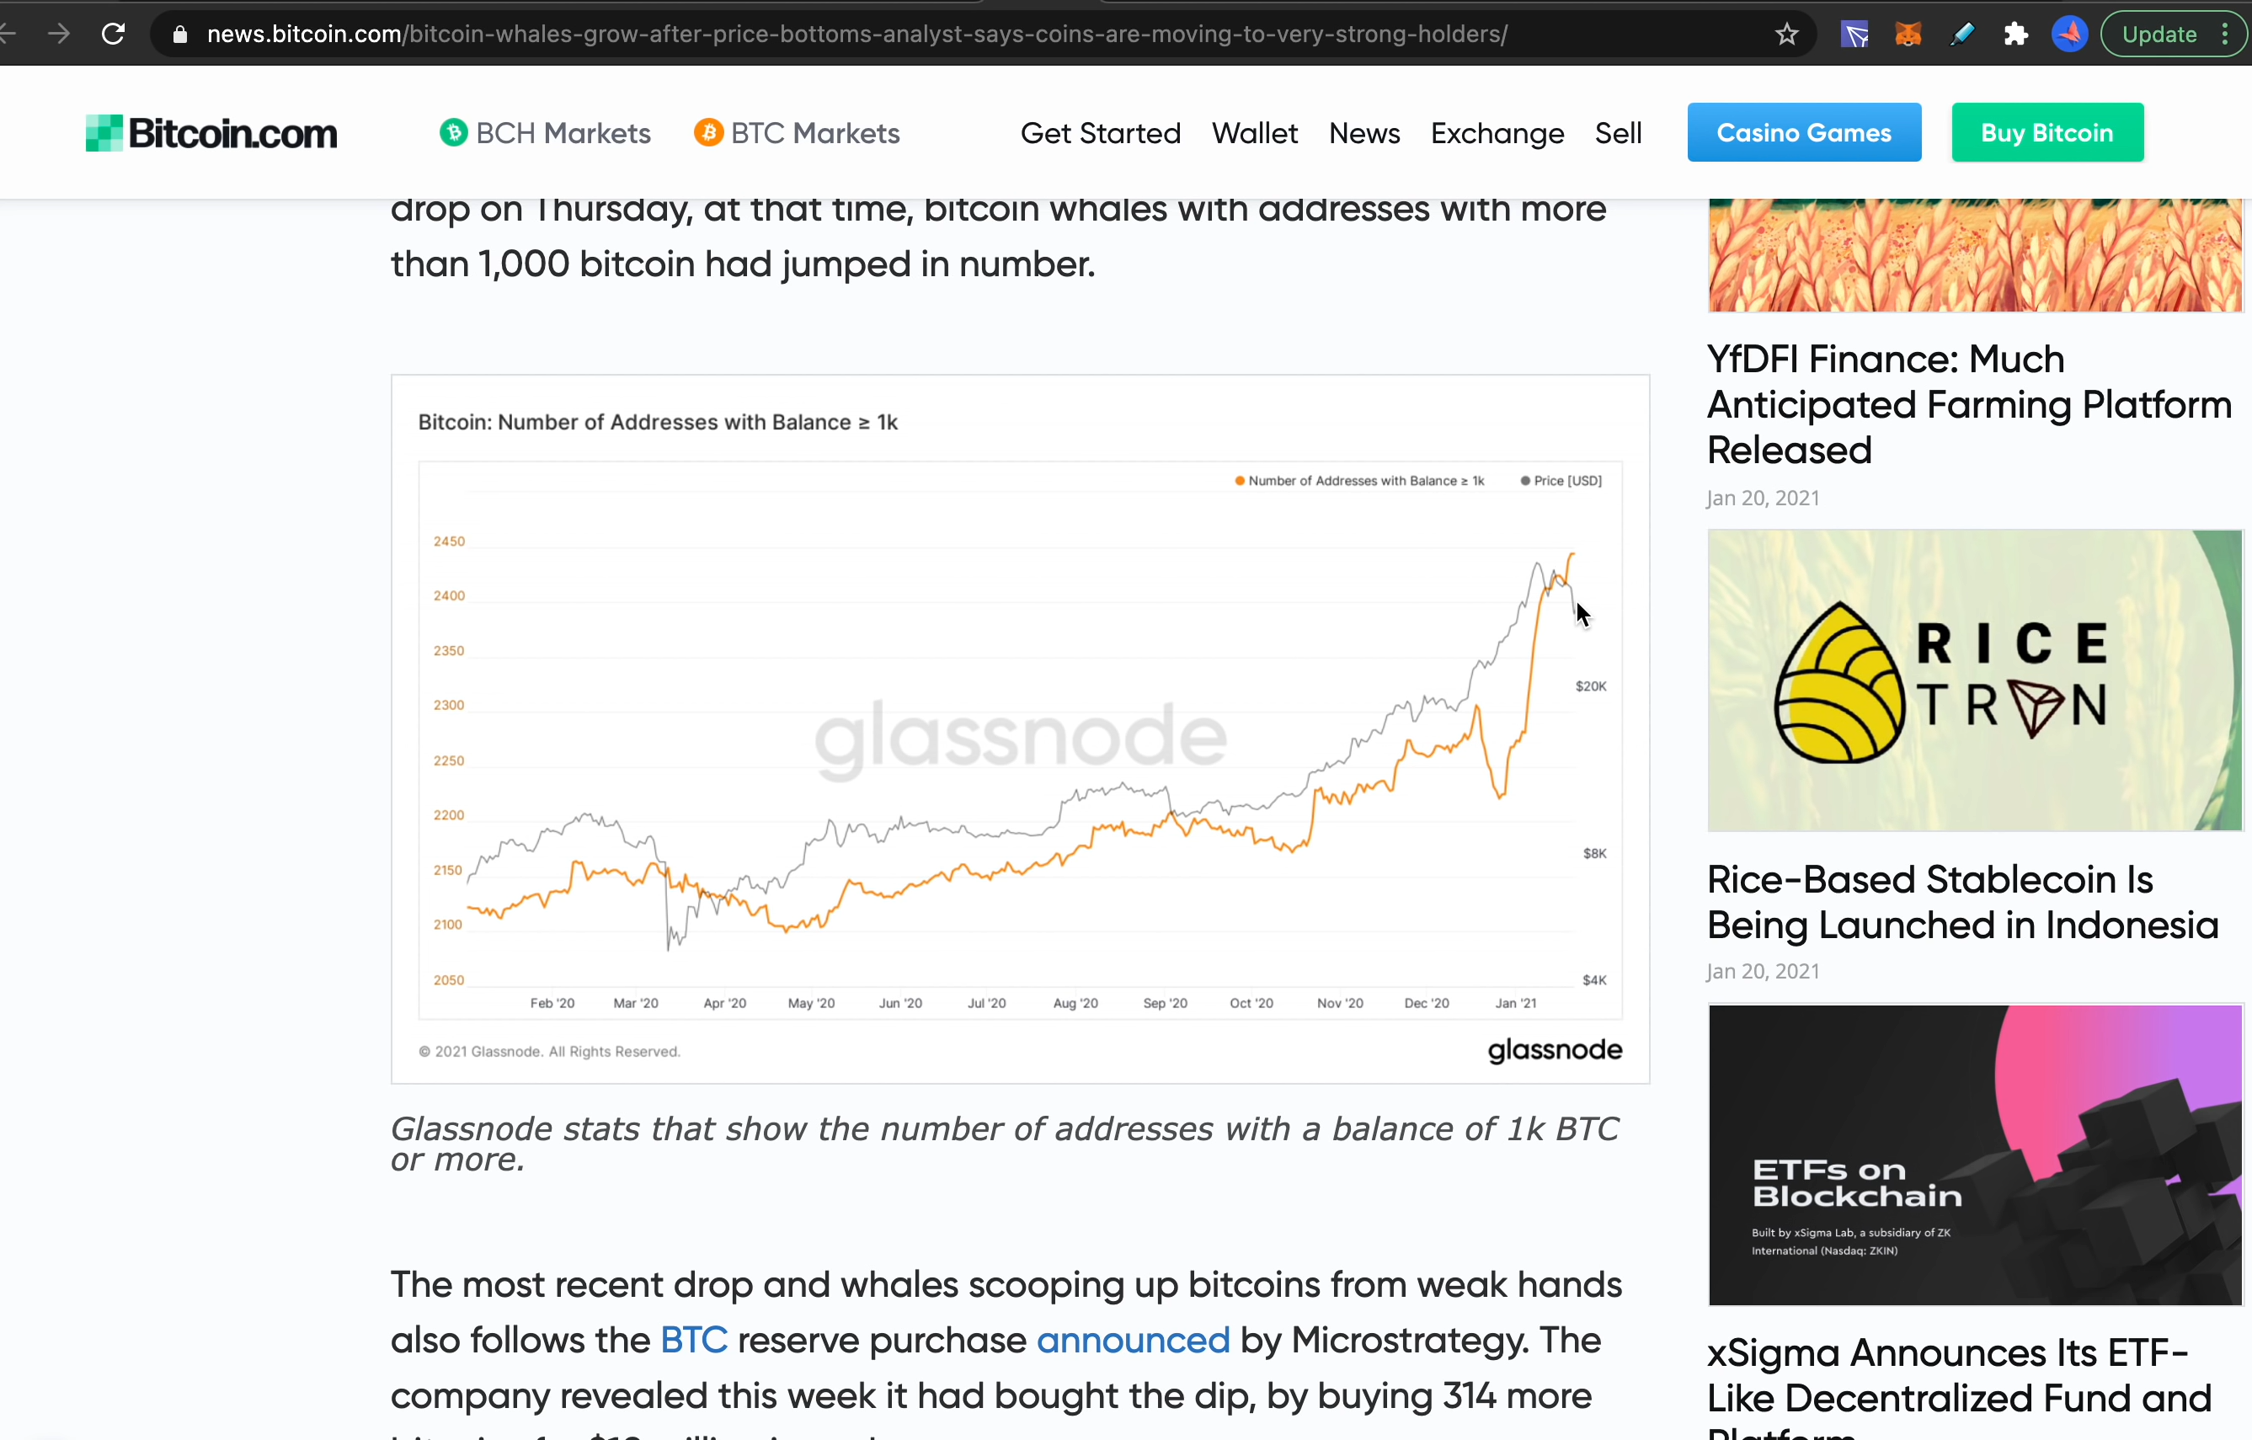 news.bitcoin.com/bitcoin-whales-grow-after-price-bottoms-analyst-says-coins-are-moving-to-very-strong-holders/
Update
Bitcoin.com
BCH Markets
BTC Markets
Get Started
Wallet
News
Exchange
Sell
Casino Games
Buy Bitcoin
drop on Thursday, at that time, bitcoin whales with addresses with more
than 1,000 bitcoin had jumped in number.
Bitcoin: Number of Addresses with Balance ≥ 1k
Number of Addresses with Balance ≥ 1k
Price [USD]
2450
2400
2350
2300
2250
2200
2150
2100
2050
$20K
$8K
$4K
glassnode
Feb '20
Mar '20
Apr '20
May '20
Jun '20
Jul '20
Aug '20
Sep '20
Oct '20
Nov '20
Dec '20
Jan '21
© 2021 Glassnode. All Rights Reserved.
glassnode
Glassnode stats that show the number of addresses with a balance of 1k BTC
or more.
The most recent drop and whales scooping up bitcoins from weak hands
also follows the BTC reserve purchase announced by Microstrategy. The
company revealed this week it had bought the dip, by buying 314 more
YfDFI Finance: Much
Anticipated Farming Platform
Released
Jan 20, 2021
RICE
TRON
Rice-Based Stablecoin Is
Being Launched in Indonesia
Jan 20, 2021
ETFs on
Blockchain
Built by xSigma Lab, a subsidiary of ZK
International (Nasdaq: ZKIN)
xSigma Announces Its ETF-
Like Decentralized Fund and
Platform